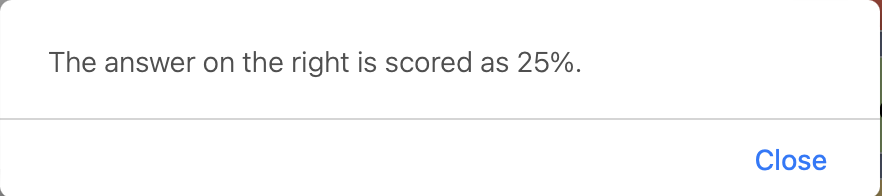 The answer on the right is scored as 25%.
Close